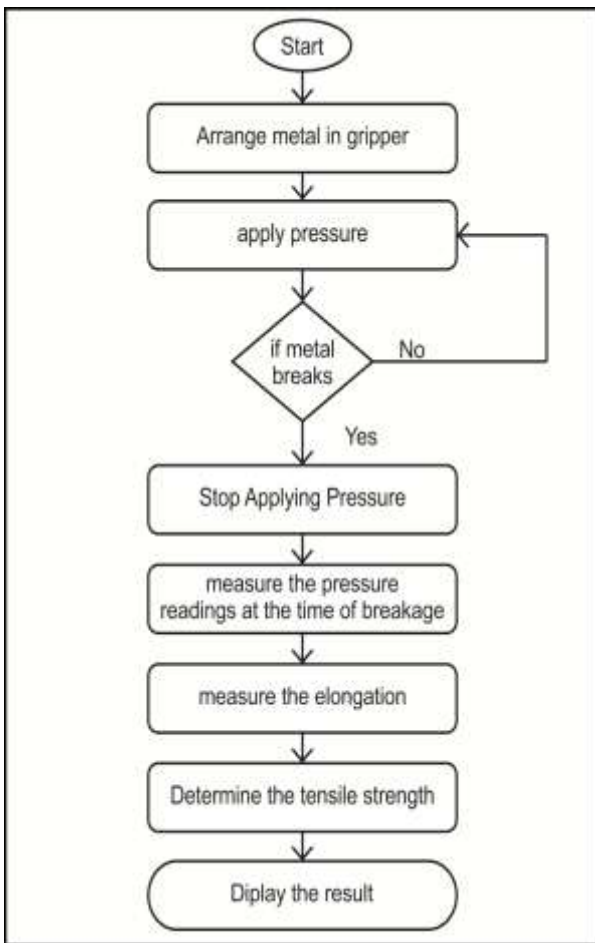 Start
Arrange metal in gripper
apply pressure
if metal
breaks
No
Yes
Stop Applying Pressure
measure the pressure
readings at the time of breakage
measure the elongation
Determine the tensile strength
Diplay the result